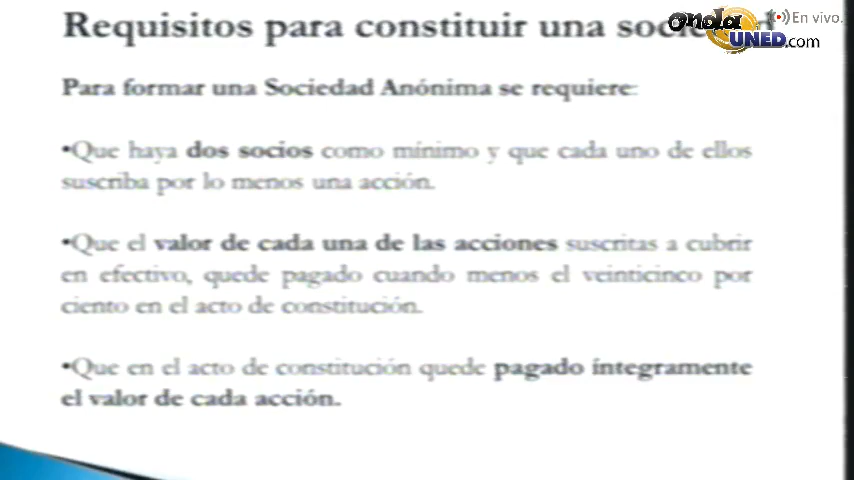 Requisitos para constituir una
Onda
UNED.com
En vivo.
Para formar una Sociedad Anónima se requiere:
•Que haya dos socios como mínimo y que cada uno de ellos
suscriba por lo menos una acción.
•Que el valor de cada una de las acciones suscritas a cubrir
en efectivo, quede pagado cuando menos el veinticinco por
ciento en el acto de constitución.
•Que en el acto de constitución quede pagado íntegramente
el valor de cada acción.